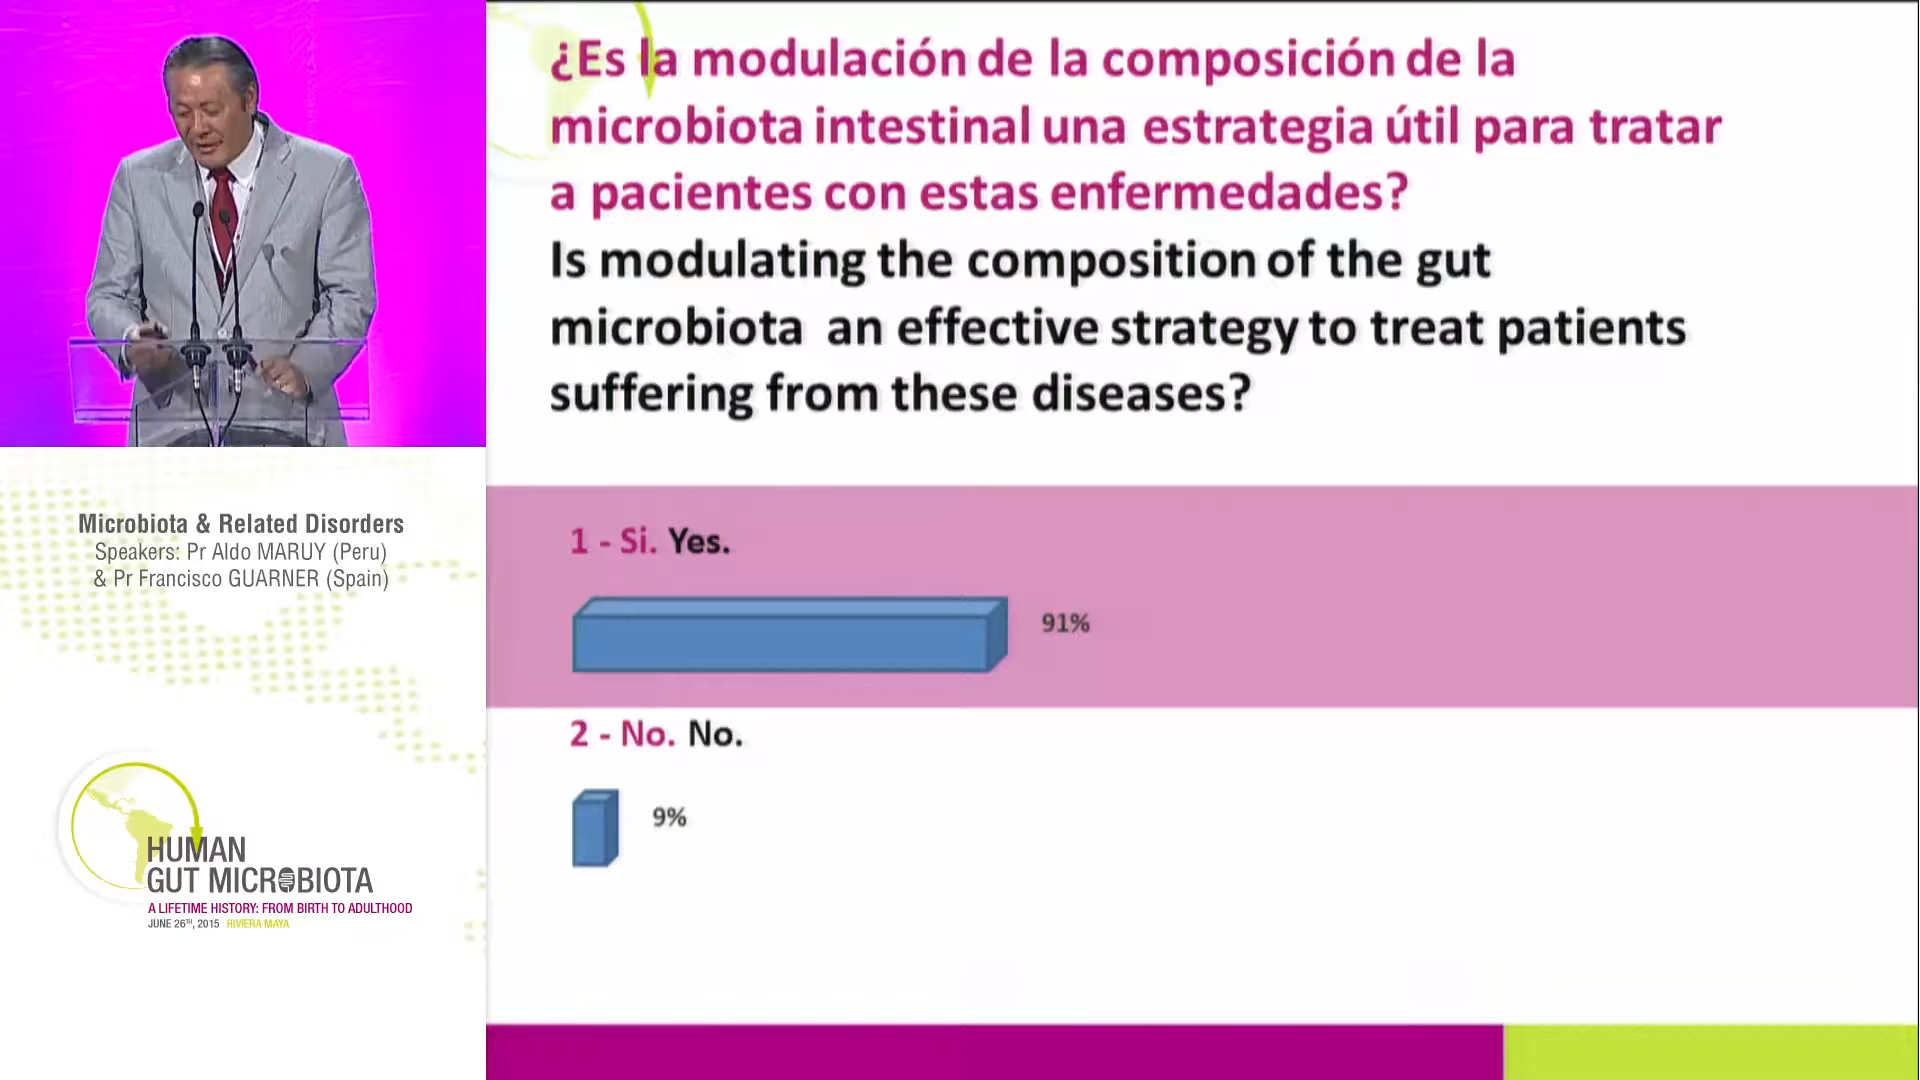 ¿Es la modulación de la composición de la
microbiota intestinal una estrategia útil para tratar
a pacientes con estas enfermedades?
Is modulating the composition of the gut
microbiota an effective strategy to treat patients
suffering from these diseases?
1 - Si. Yes.
91%
2 - No. No.
9%
Microbiota & Related Disorders
Speakers: Pr Aldo MARUY (Peru)
& Pr Francisco GUARNER (Spain)
HUMAN
GUT MICROBIOTA
A LIFETIME HISTORY: FROM BIRTH TO ADULTHOOD
JUNE 26TH, 2015 RIVIERA MAYA